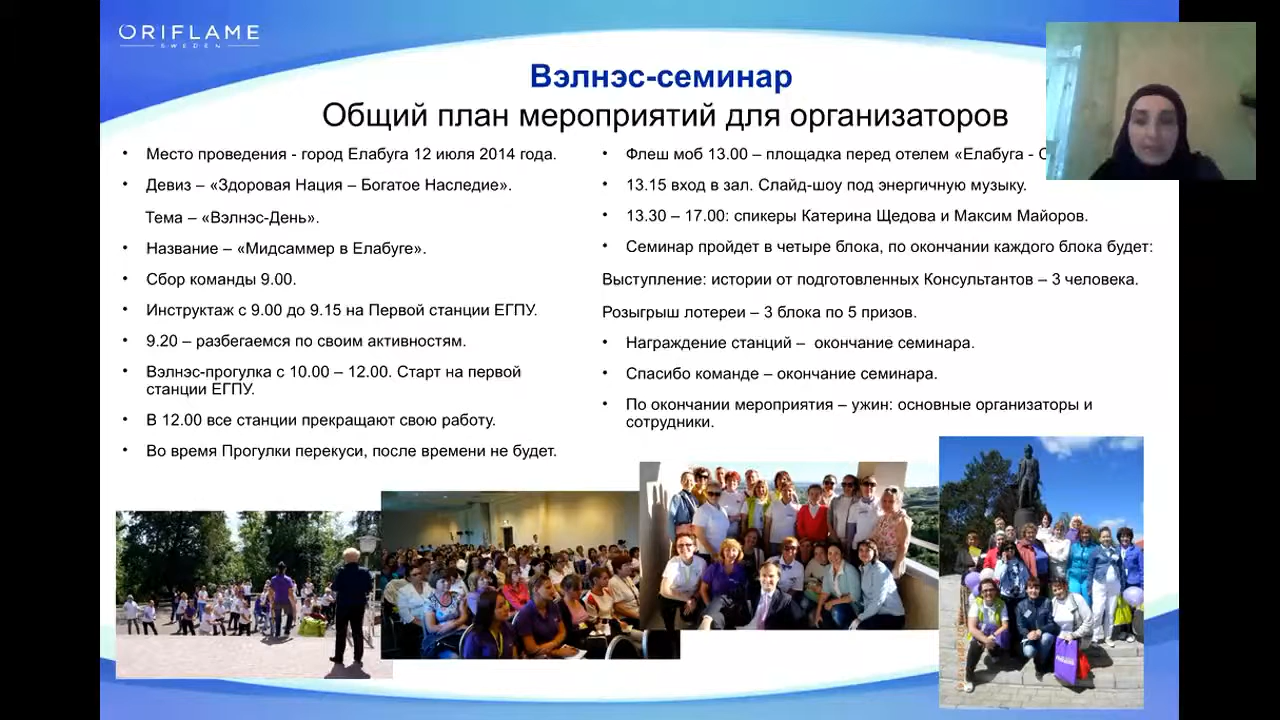 ORIFLAME
SWEDEN
Вэлнэс-семинар
Общий план мероприятий для организаторов
• Место проведения - город Елабуга 12 июля 2014 года.
• Девиз – «Здоровая Нация – Богатое Наследие».
Тема – «Вэлнэс-День».
• Название – «Мидсаммер в Елабуге».
• Сбор команды 9.00.
• Инструктаж с 9.00 до 9.15 на Первой станции ЕГПУ.
• 9.20 – разбегаемся по своим активностям.
• Вэлнэс-прогулка с 10.00 – 12.00. Старт на первой
станции ЕГПУ.
• В 12.00 все станции прекращают свою работу.
• Во время Прогулки перекуси, после времени не будет.
• Флеш моб 13.00 – площадка перед отелем «Елабуга -
• 13.15 вход в зал. Слайд-шоу под энергичную музыку.
• 13.30 – 17.00: спикеры Катерина Щедова и Максим Майоров.
• Семинар пройдет в четыре блока, по окончании каждого блока будет:
Выступление: истории от подготовленных Консультантов – 3 человека.
Розыгрыш лотереи – 3 блока по 5 призов.
• Награждение станций – окончание семинара.
• Спасибо команде – окончание семинара.
• По окончании мероприятия – ужин: основные организаторы и
сотрудники.